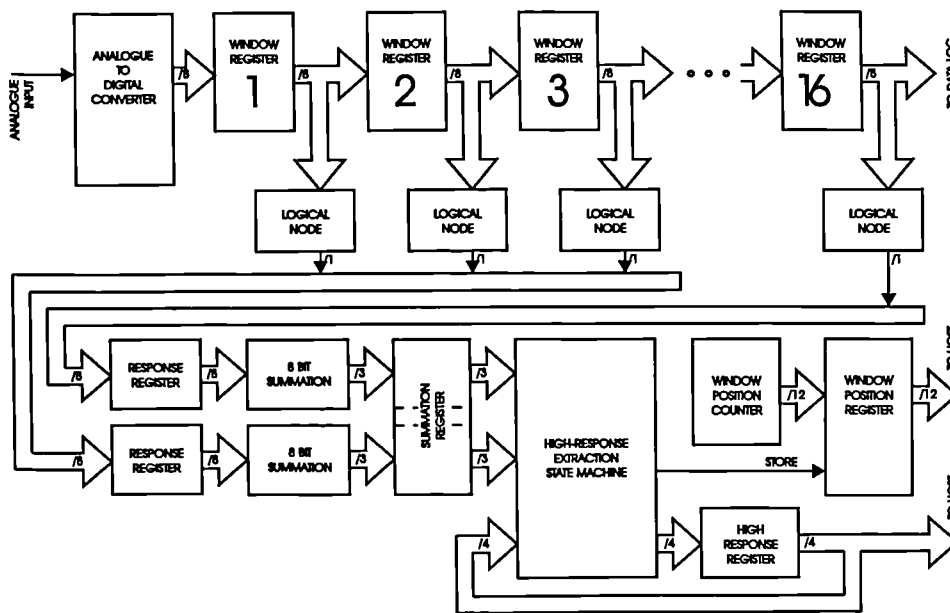 ANALOGUE
INPUT
ANALOGUE
TO
DIGITAL
CONVERTER
/8
WINDOW
REGISTER
1
/8
WINDOW
REGISTER
2
/8
WINDOW
REGISTER
3
/8
WINDOW
REGISTER
16
/8
LOGICAL
NODE
LOGICAL
NODE
LOGICAL
NODE
LOGICAL
NODE
/1
/1
/1
/1
/8
RESPONSE
REGISTER
/8
8 BIT
SUMMATION
/3
SUMMATION
REGISTER
/3
/8
RESPONSE
REGISTER
/8
8 BIT
SUMMATION
/3
/3
HIGH-RESPONSE
EXTRACTION
STATE MACHINE
WINDOW
POSITION
COUNTER
/12
WINDOW
POSITION
REGISTER
/12
STORE
/4
/4
HIGH
RESPONSE
REGISTER
/4